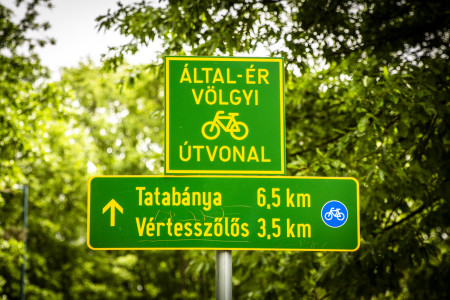 ÁLTAL-ÉR
VÖLGYI
ÚTVONAL
Tatabánya 6,5 km
Vértesszőlős 3,5 km